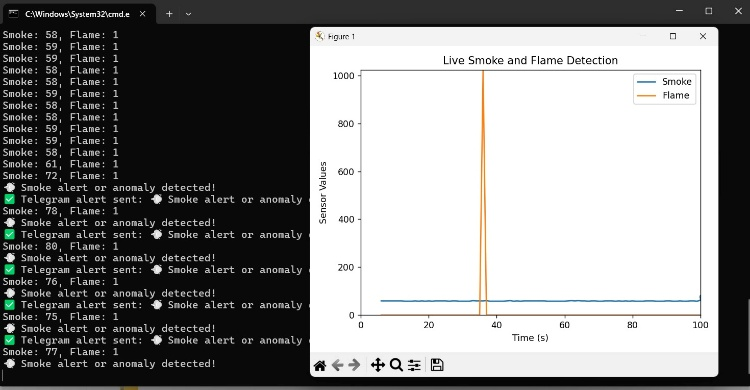 C:\Windows\System32\cmd.e
Smoke: 58, Flame: 1
Smoke: 59, Flame: 1
Smoke: 59, Flame: 1
Smoke: 58, Flame: 1
Smoke: 58, Flame: 1
Smoke: 59, Flame: 1
Smoke: 58, Flame: 1
Smoke: 58, Flame: 1
Smoke: 59, Flame: 1
Smoke: 59, Flame: 1
Smoke: 58, Flame: 1
Smoke: 61, Flame: 1
Smoke: 72, Flame: 1
Smoke alert or anomaly detected!
Telegram alert sent: Smoke alert or anomaly
Smoke: 78, Flame: 1
Smoke alert or anomaly detected!
Telegram alert sent: Smoke alert or anomaly
Smoke: 80, Flame: 1
Smoke alert or anomaly detected!
Telegram alert sent: Smoke alert or anomaly
Smoke: 76, Flame: 1
Smoke alert or anomaly detected!
Telegram alert sent: Smoke alert or anomaly
Smoke: 75, Flame: 1
Smoke alert or anomaly detected!
Telegram alert sent: Smoke alert or anomaly
Smoke: 77, Flame: 1
Smoke alert or anomaly detected!
Figure 1
Live Smoke and Flame Detection
Smoke
Flame
Sensor Values
1000
800
600
400
200
0
0 20 40 60 80 100
Time (s)